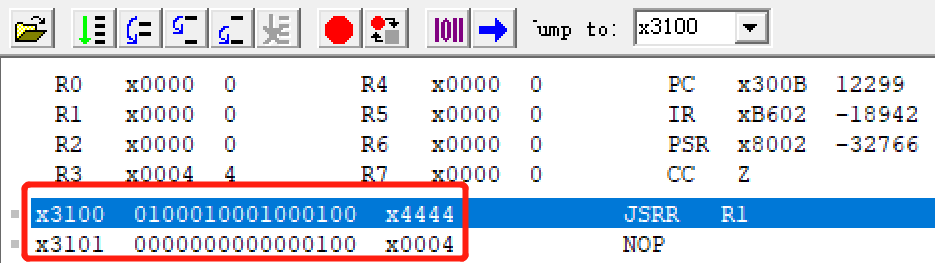 Jump to: x3100
R0 x0000 0 R4 x0000 0 PC x300B 12299
R1 x0000 0 R5 x0000 0 IR xB602 -18942
R2 x0000 0 R6 x0000 0 PSR x8002 -32766
R3 x0004 4 R7 x0000 0 CC Z
x3100 0100010001000100 x4444 JSRR R1
x3101 0000000000000100 x0004 NOP